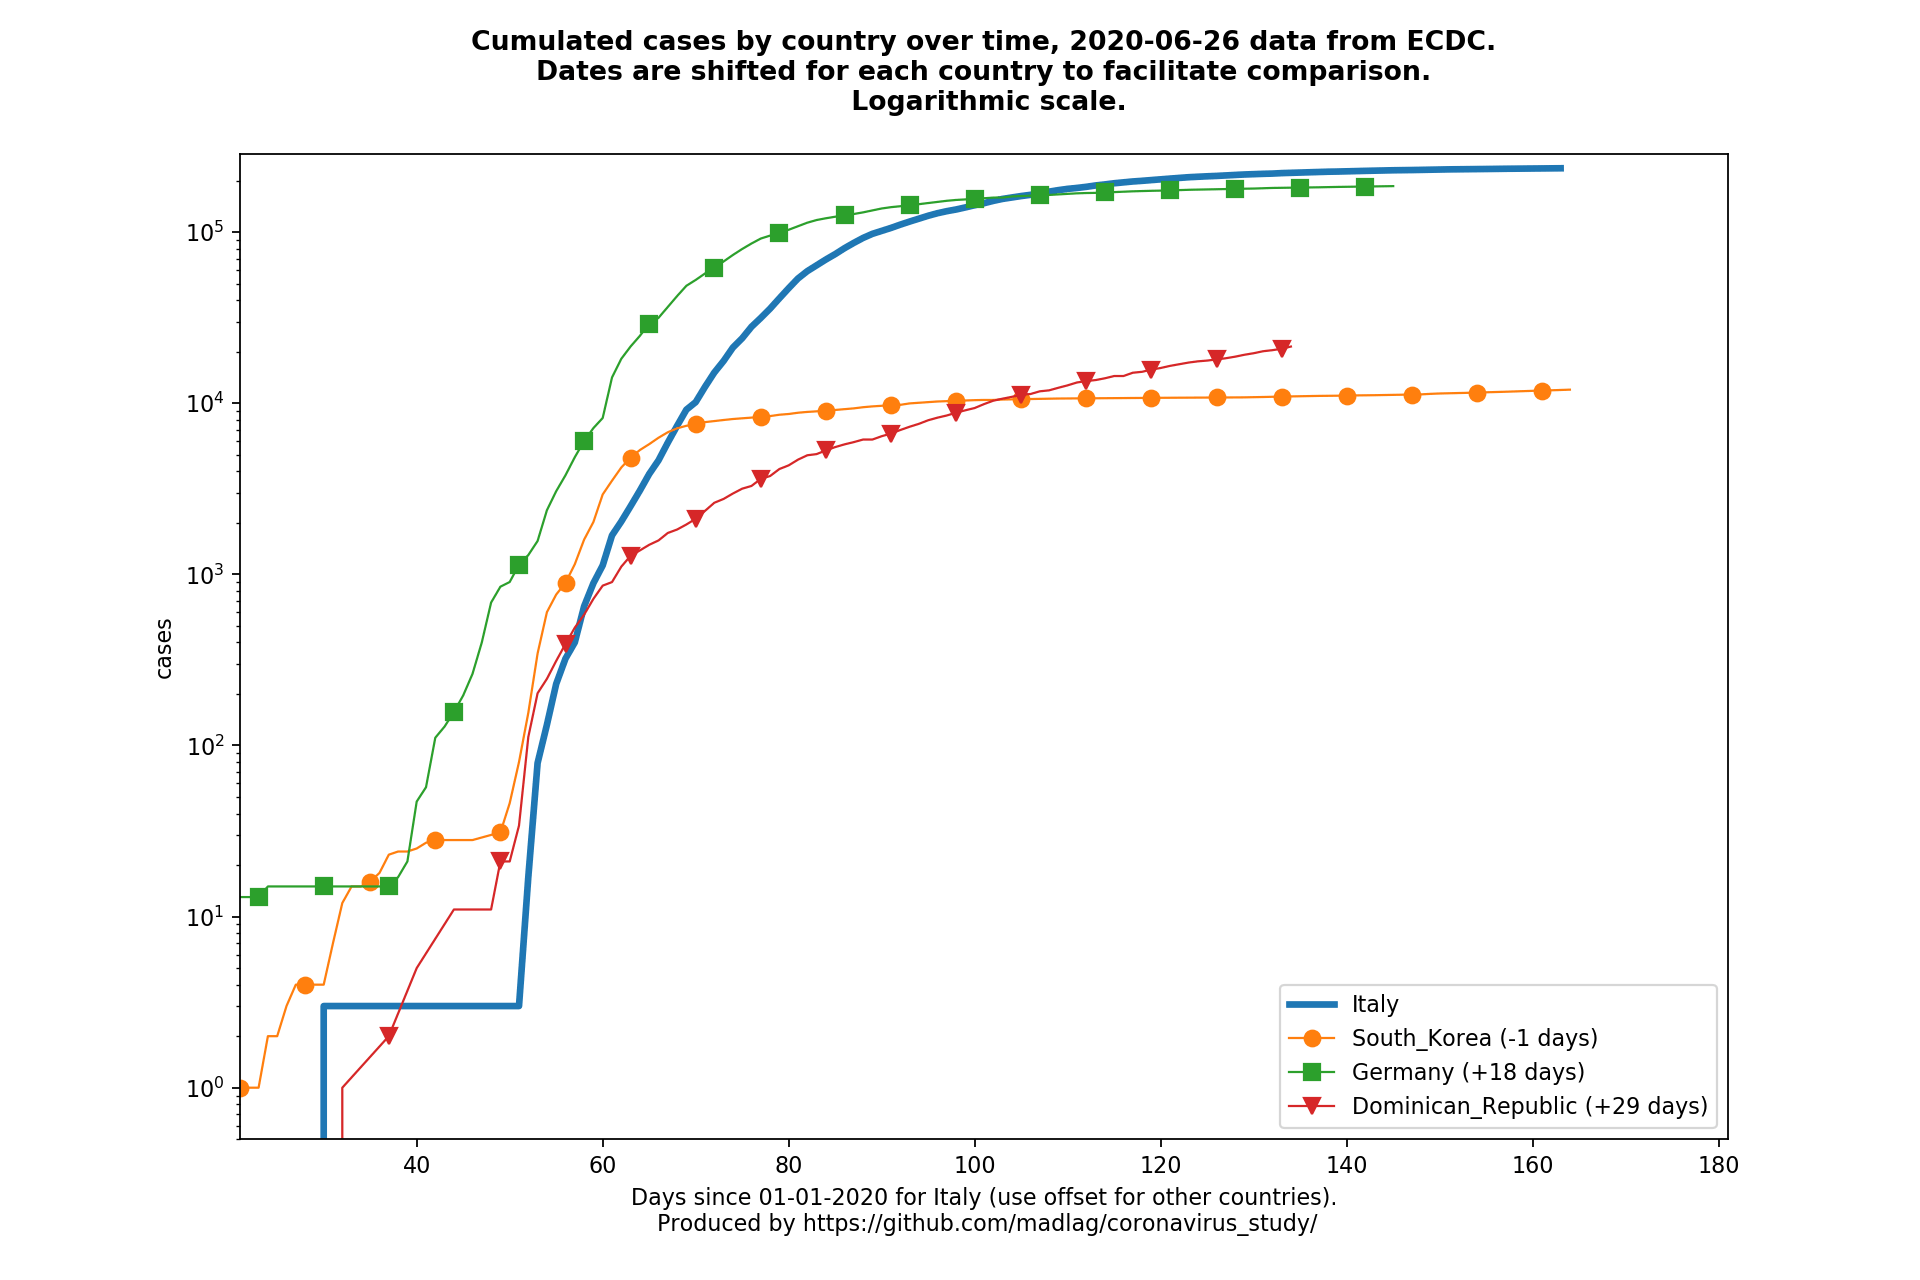 Cumulated cases by country over time, 2020-06-26 data from ECDC.
Dates are shifted for each country to facilitate comparison.
Logarithmic scale.
10^5
10^4
10^3
10^2
10^1
10^0
cases
40 60 80 100 120 140 160 180
Italy
South_Korea (-1 days)
Germany (+18 days)
Dominican_Republic (+29 days)
Days since 01-01-2020 for Italy (use offset for other countries).
Produced by https://github.com/madlag/coronavirus_study/